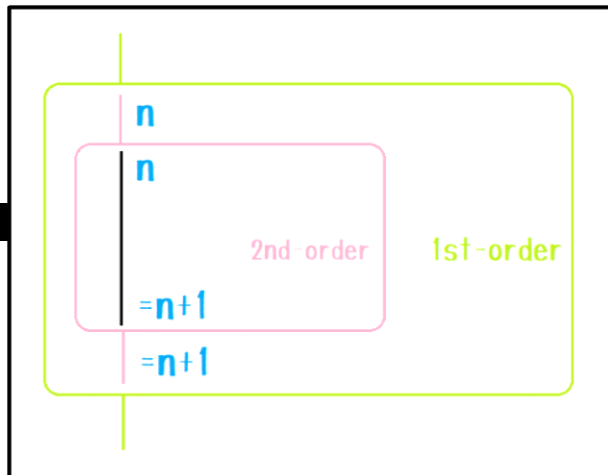 n
n
2nd-order 1st-order
=n+1
=n+1